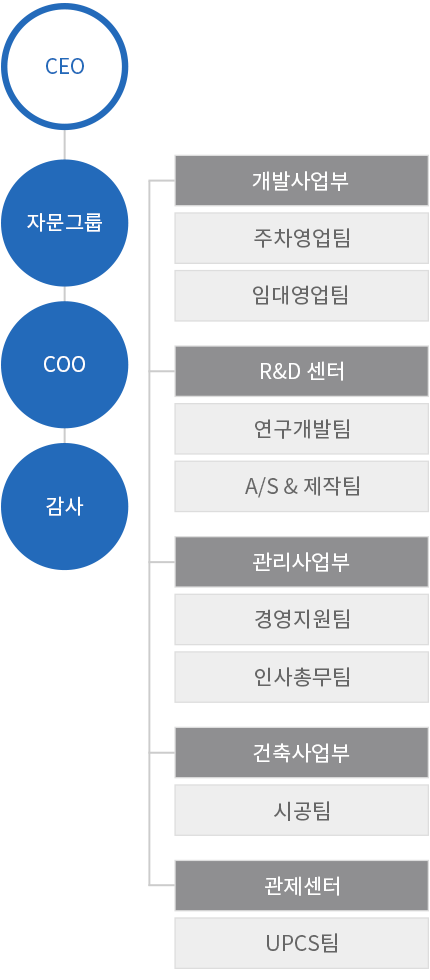 CEO
자문그룹
COO
감사
개발사업부
주차영업팀
임대영업팀
R&D 센터
연구개발팀
A/S & 제작팀
관리사업부
경영지원팀
인사총무팀
건축사업부
시공팀
관제센터
UPCS팀